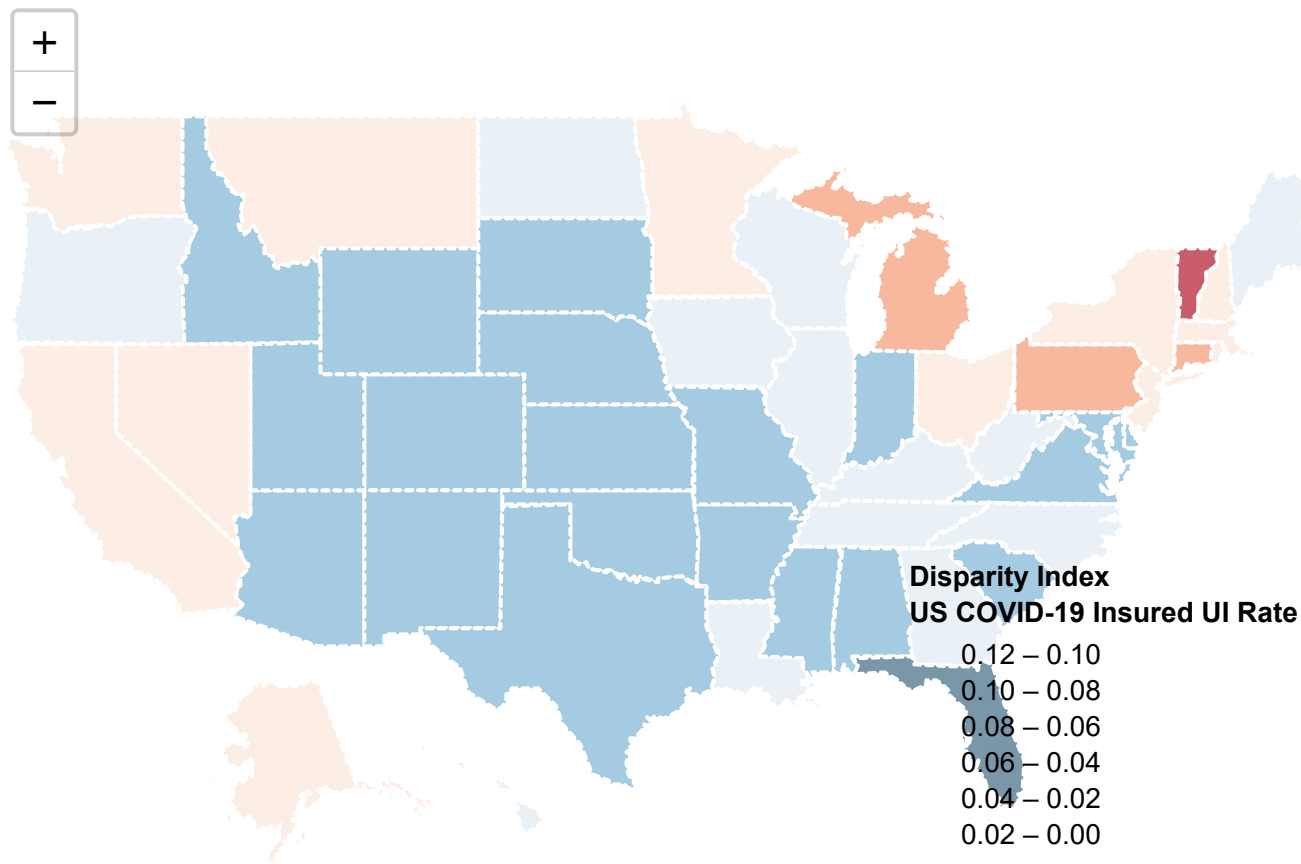 +
−
Disparity Index
US COVID-19 Insured UI Rate
0.12 – 0.10
0.10 – 0.08
0.08 – 0.06
0.06 – 0.04
0.04 – 0.02
0.02 – 0.00